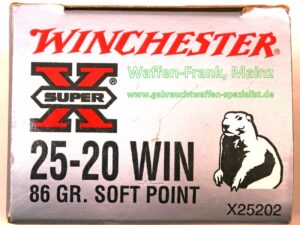 WINCHESTER®
Waffen-Frank, Mainz
www.gebrauchtwaffen-spezialist.de
X
SUPER
25-20 WIN
86 GR. SOFT POINT
X25202